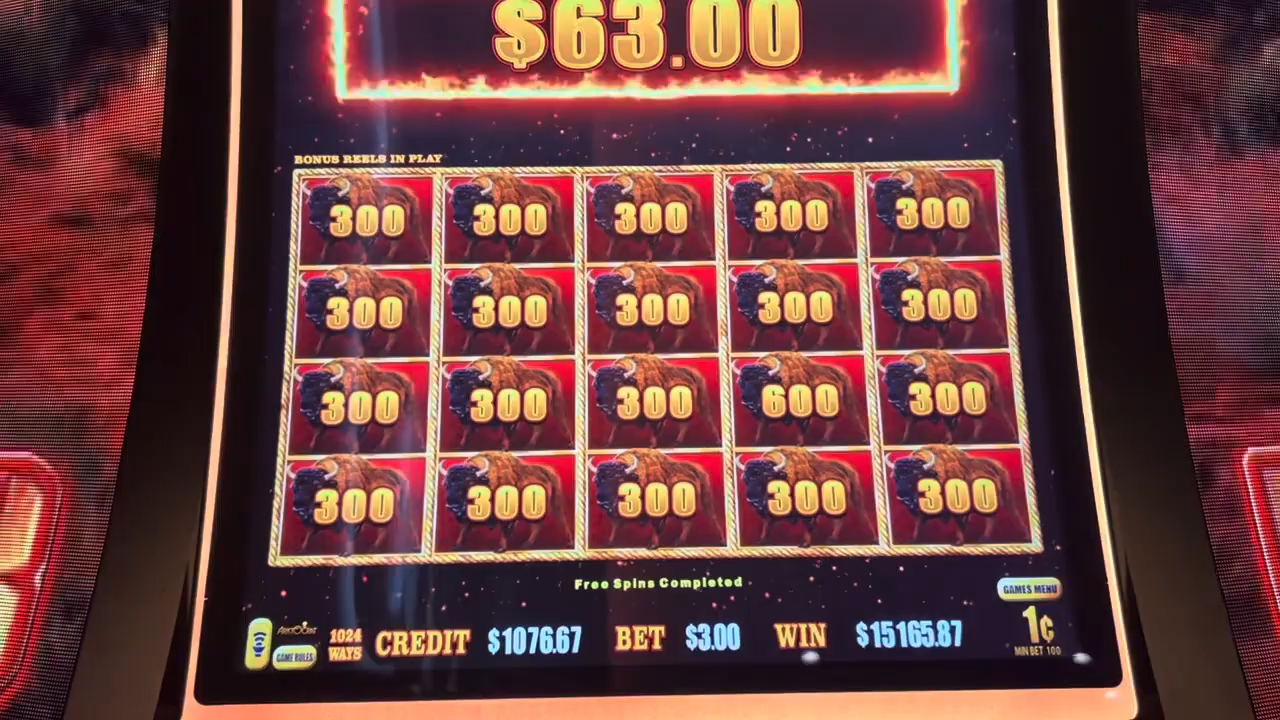 $63.00
BONUS REELS IN PLAY
300 300 300 300 300
300 300 300 300 300
300 300 300 600 300
300 300 300 300 300
Free Spins Completed
GAMES MENU
GAME RULES
1024 WAYS
CREDIT $1076.67 BET $3.00 WIN $15165.97
1¢
MIN BET 100